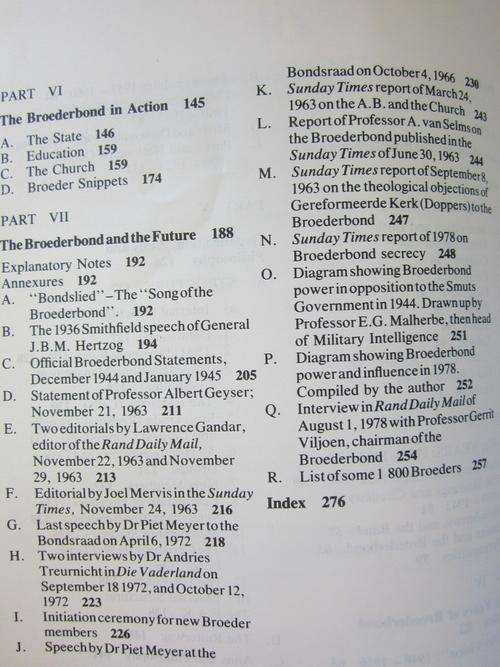 PART VI
The Broederbond in Action 145
A. The State 146
B. Education 159
C. The Church 159
D. Broeder Snippets 174
PART VII
The Broederbond and the Future 188
Explanatory Notes 192
Annexures 192
A. "Bondslied"–The "Song of the
Broederbond". 192
B. The 1936 Smithfield speech of General
J.B.M. Hertzog 194
C. Official Broederbond Statements,
December 1944 and January 1945 205
D. Statement of Professor Albert Geyser;
November 21, 1963 211
E. Two editorials by Lawrence Gandar,
editor of the Rand Daily Mail,
November 22, 1963 and November
29, 1963 213
F. Editorial by Joel Mervis in the Sunday
Times, November 24, 1963 216
G. Last speech by Dr Piet Meyer to the
Bondsraad on April 6, 1972 218
H. Two interviews by Dr Andries
Treurnicht in Die Vaderland on
September 18 1972, and October 12,
1972 223
I. Initiation ceremony for new Broeder
members 226
J. Speech by Dr Piet Meyer at the
Bondsraad on October 4, 1966 230
K. Sunday Times report of March 24,
1963 on the A.B. and the Church 243
L. Report of Professor A. van Selms on
the Broederbond published in the
Sunday Times of June 30, 1963 244
M. Sunday Times report of September 8,
1963 on the theological objections of
Gereformeerde Kerk (Doppers) to the
Broederbond 247
N. Sunday Times report of 1978 on
Broederbond secrecy 248
O. Diagram showing Broederbond
power in opposition to the Smuts
Government in 1944. Drawn up by
Professor E.G. Malherbe, then head
of Military Intelligence 251
P. Diagram showing Broederbond
power and influence in 1978.
Compiled by the author 252
Q. Interview in Rand Daily Mail of
August 1, 1978 with Professor Gerrit
Viljoen, chairman of the
Broederbond 254
R. List of some 1 800 Broeders 257
Index 276